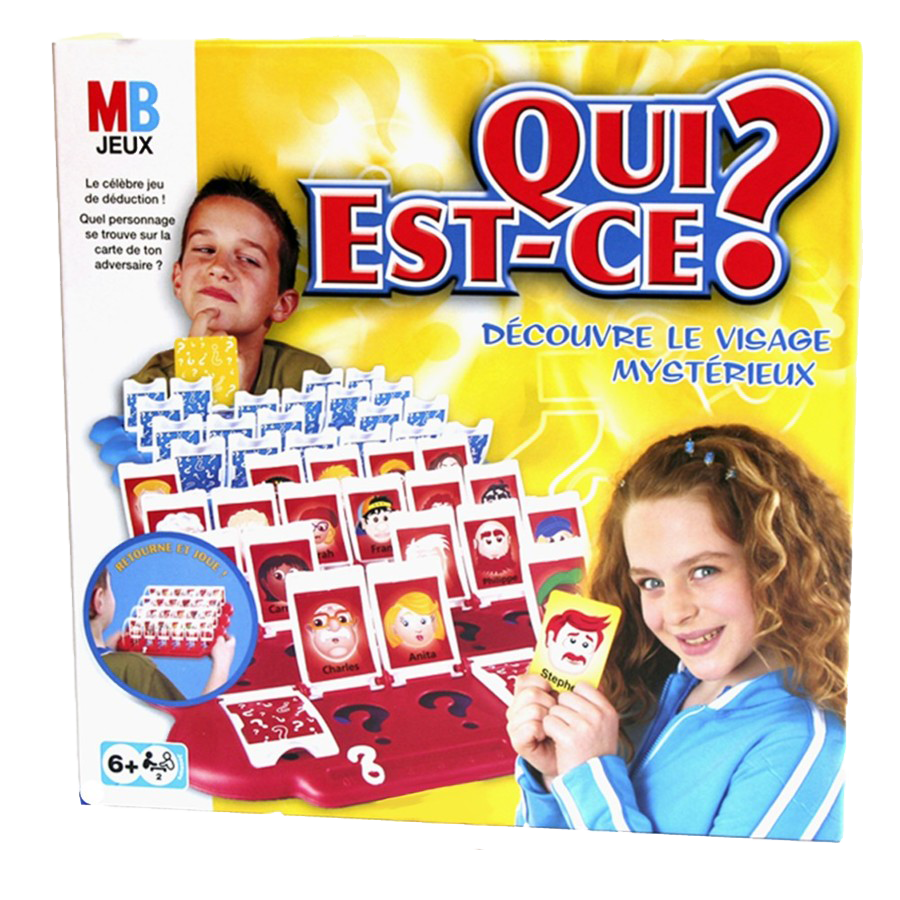 MB
JEUX
Le célèbre jeu
de déduction !
Quel personnage
se trouve sur la
carte de ton
adversaire ?
QUI
EST-CE?
DÉCOUVRE LE VISAGE
MYSTÉRIEUX
RETOURNE ET JOUE !
Philippe
Charles
Anita
Stephe
6+
2